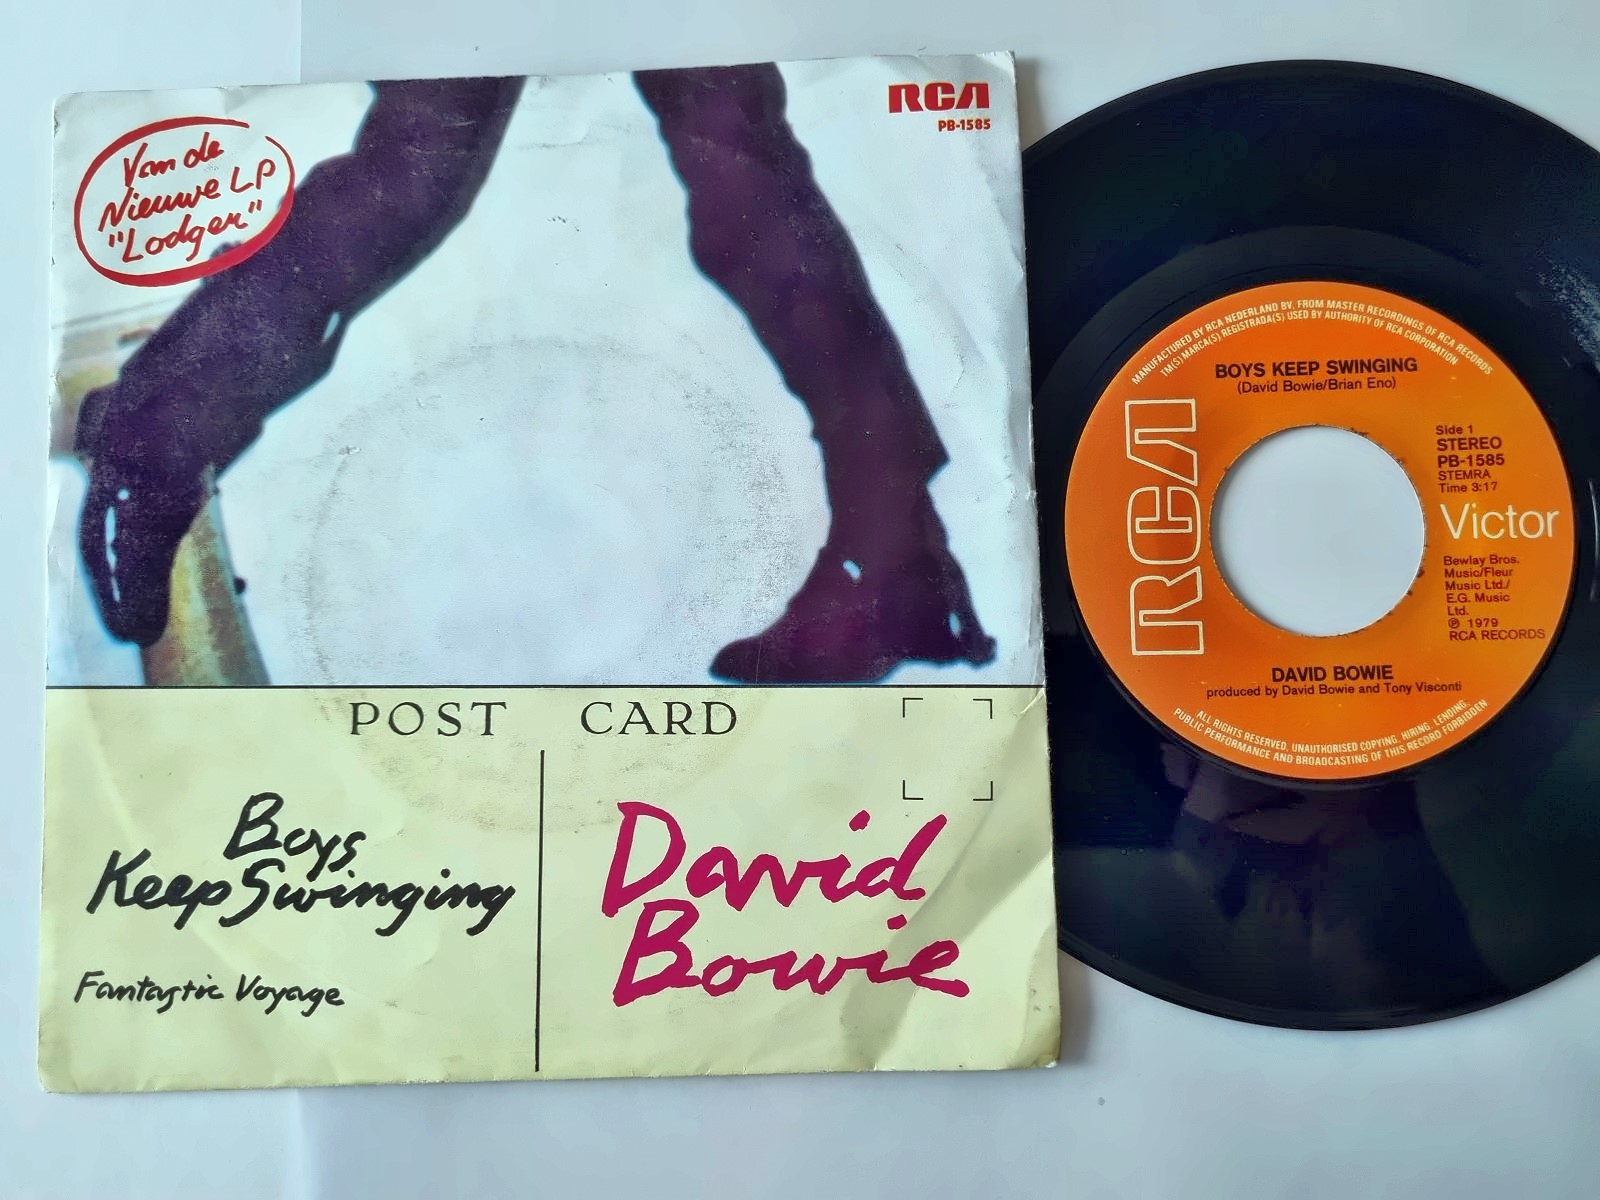 RCA
PB-1585
Van de
Nieuwe LP
"Lodger"
POST CARD
Boys
Keep Swinging
Fantastic Voyage
David
Bowie
MANUFACTURED BY RCA NEDERLAND BV. FROM MASTER RECORDINGS OF RCA RECORDS
TM(S) MARCA(S) REGISTRADA(S) USED BY AUTHORITY OF RCA CORPORATION
BOYS KEEP SWINGING
(David Bowie/Brian Eno)
RCA
Side 1
STEREO
PB-1585
STEMRA
Time 3:17
Victor
Bewlay Bros.
Music/Fleur
Music Ltd./
E.G. Music
Ltd.
℗ 1979
RCA RECORDS
DAVID BOWIE
produced by David Bowie and Tony Visconti
ALL RIGHTS RESERVED. UNAUTHORISED COPYING, HIRING, LENDING,
PUBLIC PERFORMANCE AND BROADCASTING OF THIS RECORD FORBIDDEN